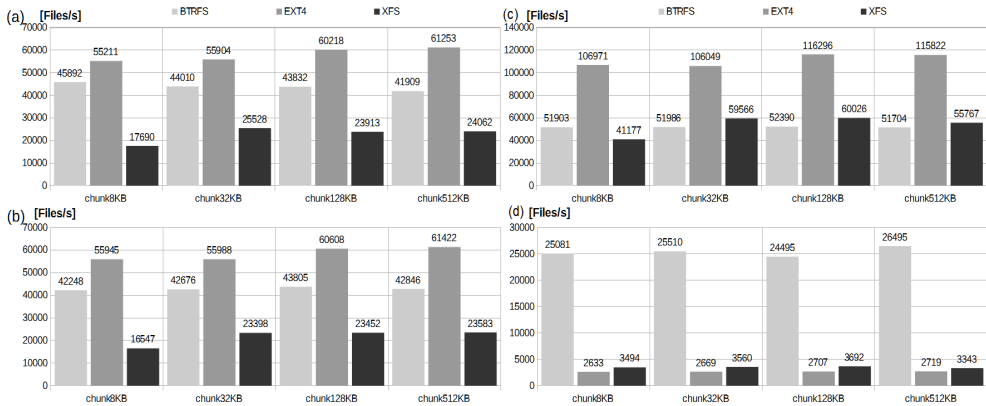 (a) [Files/s] BTRFS EXT4 XFS
70000
60000
50000
40000
30000
20000
10000
0
45892 55211 17690
44010 55904 25528
43832 60218 23913
41909 61253 24062
chunk8KB chunk32KB chunk128KB chunk512KB
(c) [Files/s] BTRFS EXT4 XFS
140000
120000
100000
80000
60000
40000
20000
0
51903 106971 41177
51986 106049 59566
52390 116296 60026
51704 115822 55767
chunk8KB chunk32KB chunk128KB chunk512KB
(b) [Files/s]
70000
60000
50000
40000
30000
20000
10000
0
42248 55945 16547
42676 55988 23398
43805 60608 23452
42846 61422 23583
chunk8KB chunk32KB chunk128KB chunk512KB
(d) [Files/s]
30000
25000
20000
15000
10000
5000
0
25081 2633 3494
25510 2669 3560
24495 2707 3692
26495 2719 3343
chunk8KB chunk32KB chunk128KB chunk512KB